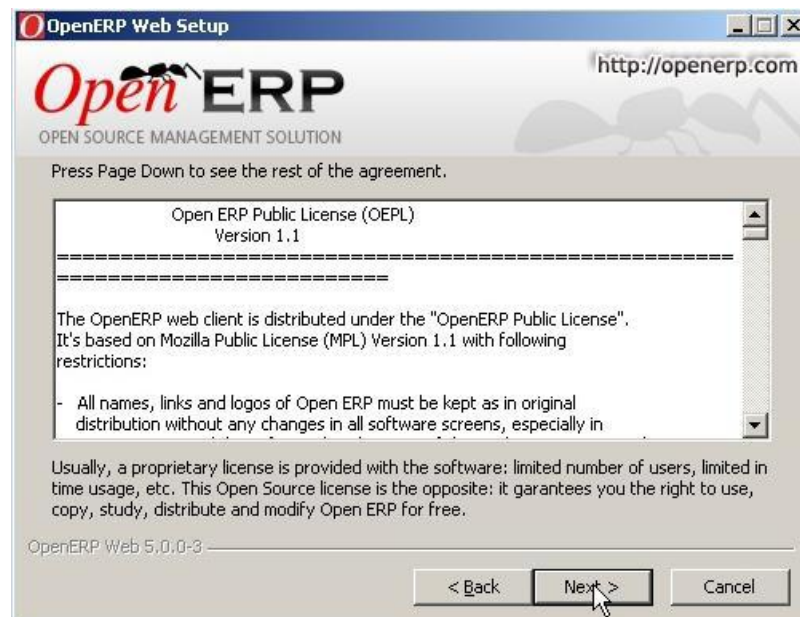 OpenERP Web Setup
Open ERP
http://openerp.com
OPEN SOURCE MANAGEMENT SOLUTION
Press Page Down to see the rest of the agreement.
Open ERP Public License (OEPL)
Version 1.1
=====================================================
==========================
The OpenERP web client is distributed under the "OpenERP Public License".
It's based on Mozilla Public License (MPL) Version 1.1 with following
restrictions:
- All names, links and logos of Open ERP must be kept as in original
distribution without any changes in all software screens, especially in
Usually, a proprietary license is provided with the software: limited number of users, limited in
time usage, etc. This Open Source license is the opposite: it garantees you the right to use,
copy, study, distribute and modify Open ERP for free.
OpenERP Web 5.0.0-3
< Back Next > Cancel